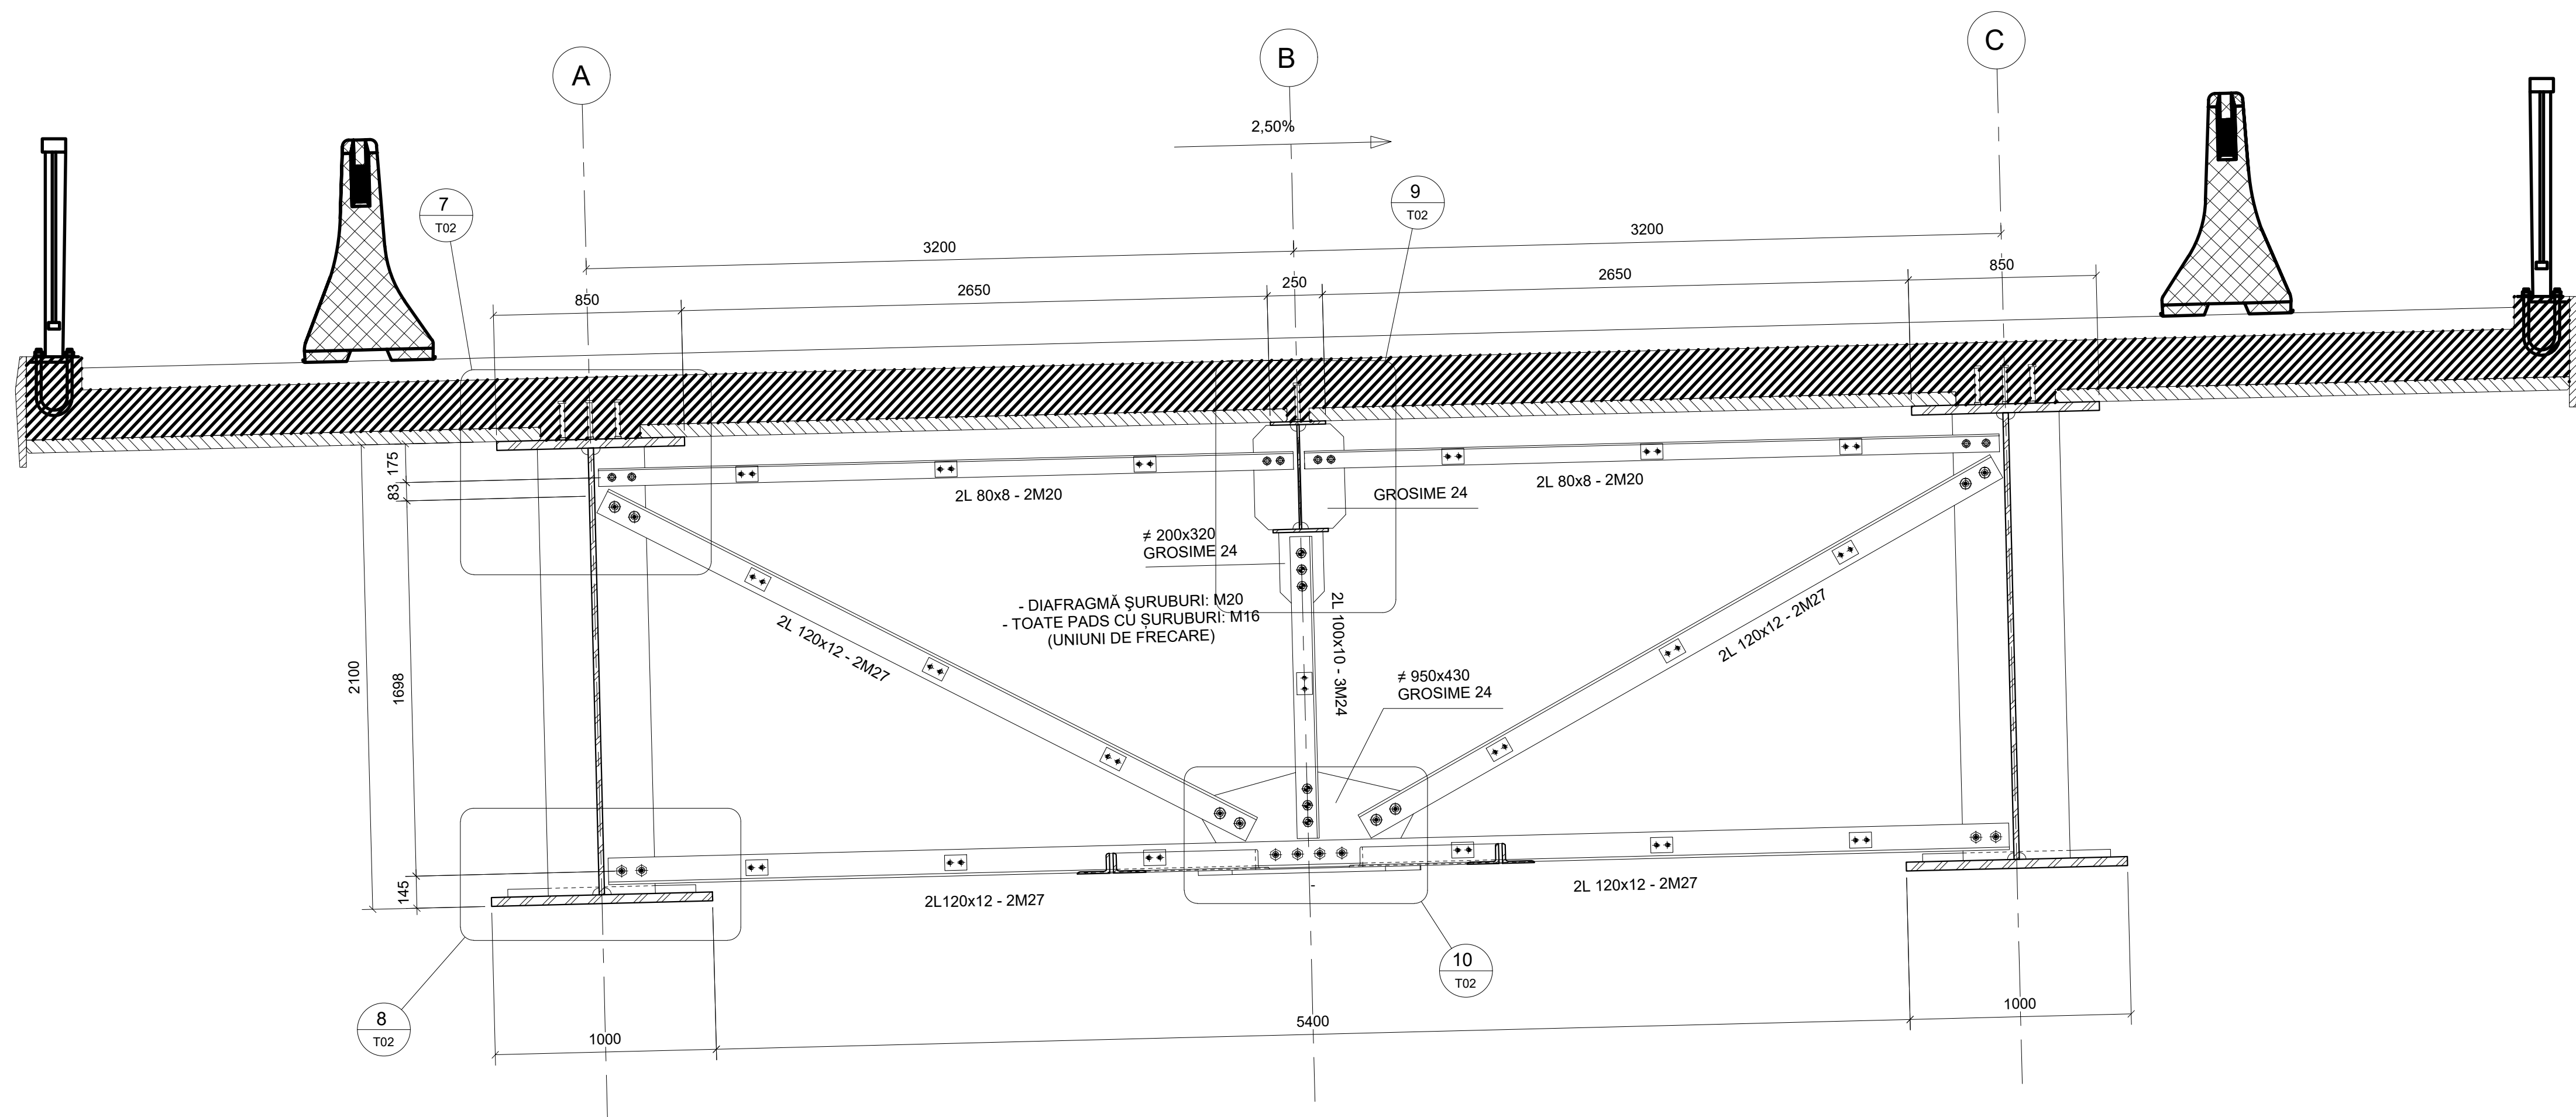 A
B
C
2,50%
7
T02
9
T02
3200
3200
850
2650
250
2650
850
175
83
2L 80x8 - 2M20
GROSIME 24
2L 80x8 - 2M20
≠ 200x320
GROSIME 24
- DIAFRAGMĂ ŞURUBURI: M20
- TOATE PADS CU ȘURUBURI: M16
(UNIUNI DE FRECARE)
2L 120x12 - 2M27
2L 100x10 - 3M24
2L 120x12 - 2M27
≠ 950x430
GROSIME 24
2100
1698
145
2L120x12 - 2M27
2L 120x12 - 2M27
8
T02
10
T02
1000
5400
1000